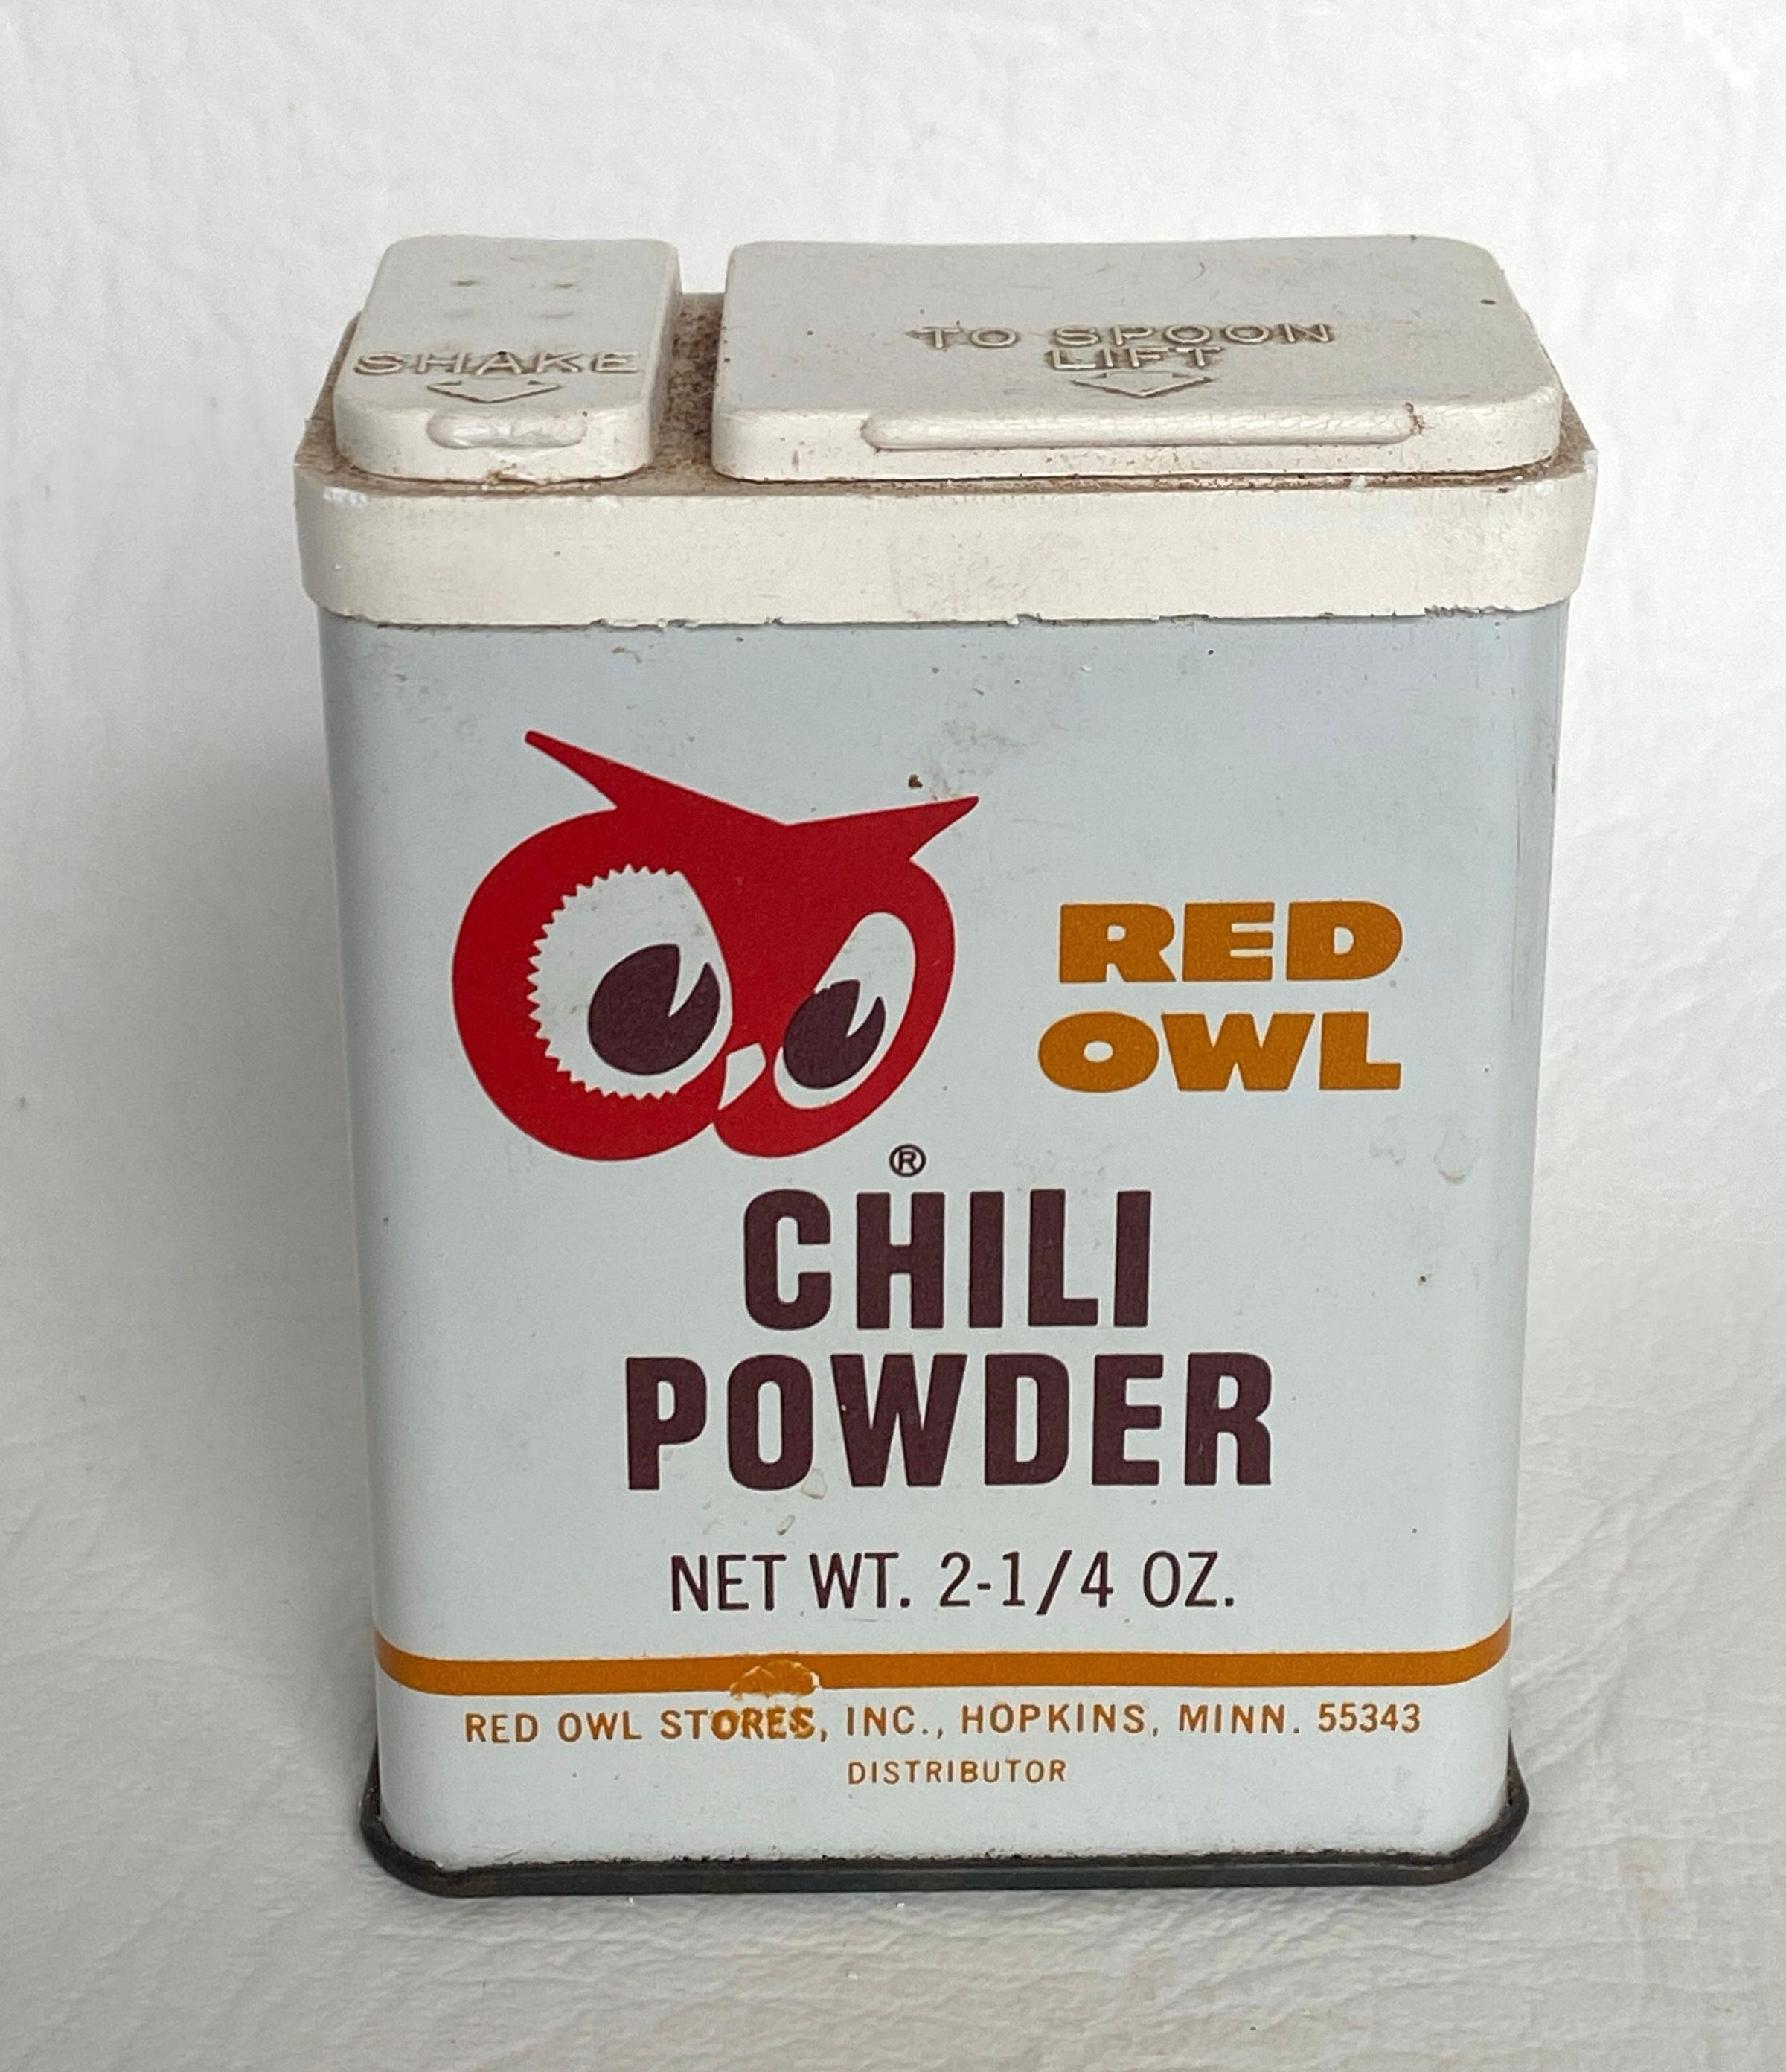 SHAKE
TO SPOON
LIFT
RED
OWL
®
CHILI
POWDER
NET WT. 2-1/4 OZ.
RED OWL STORES, INC., HOPKINS, MINN. 55343
DISTRIBUTOR